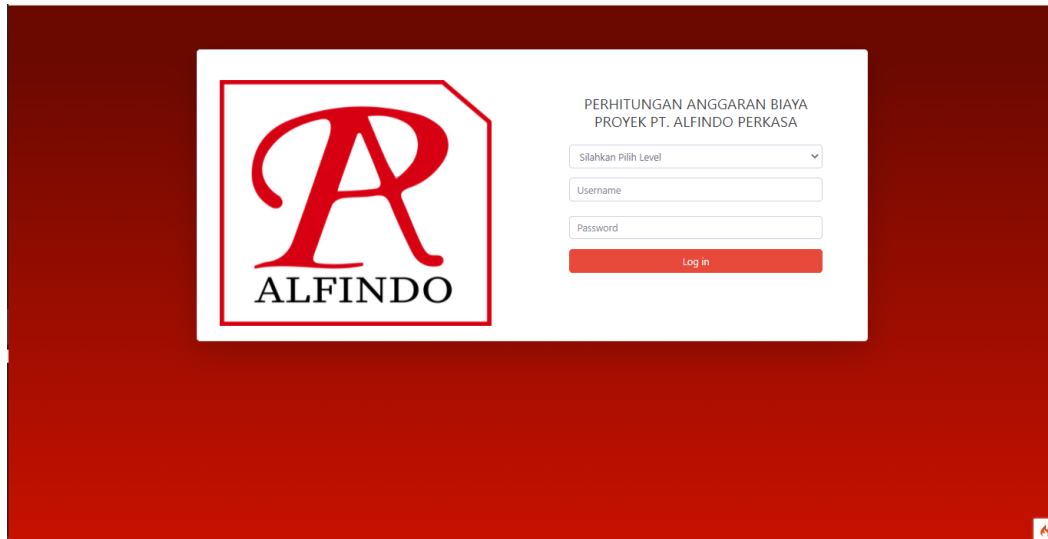 ALFINDO
PERHITUNGAN ANGGARAN BIAYA
PROYEK PT. ALFINDO PERKASA
Silahkan Pilih Level
Username
Password
Log in